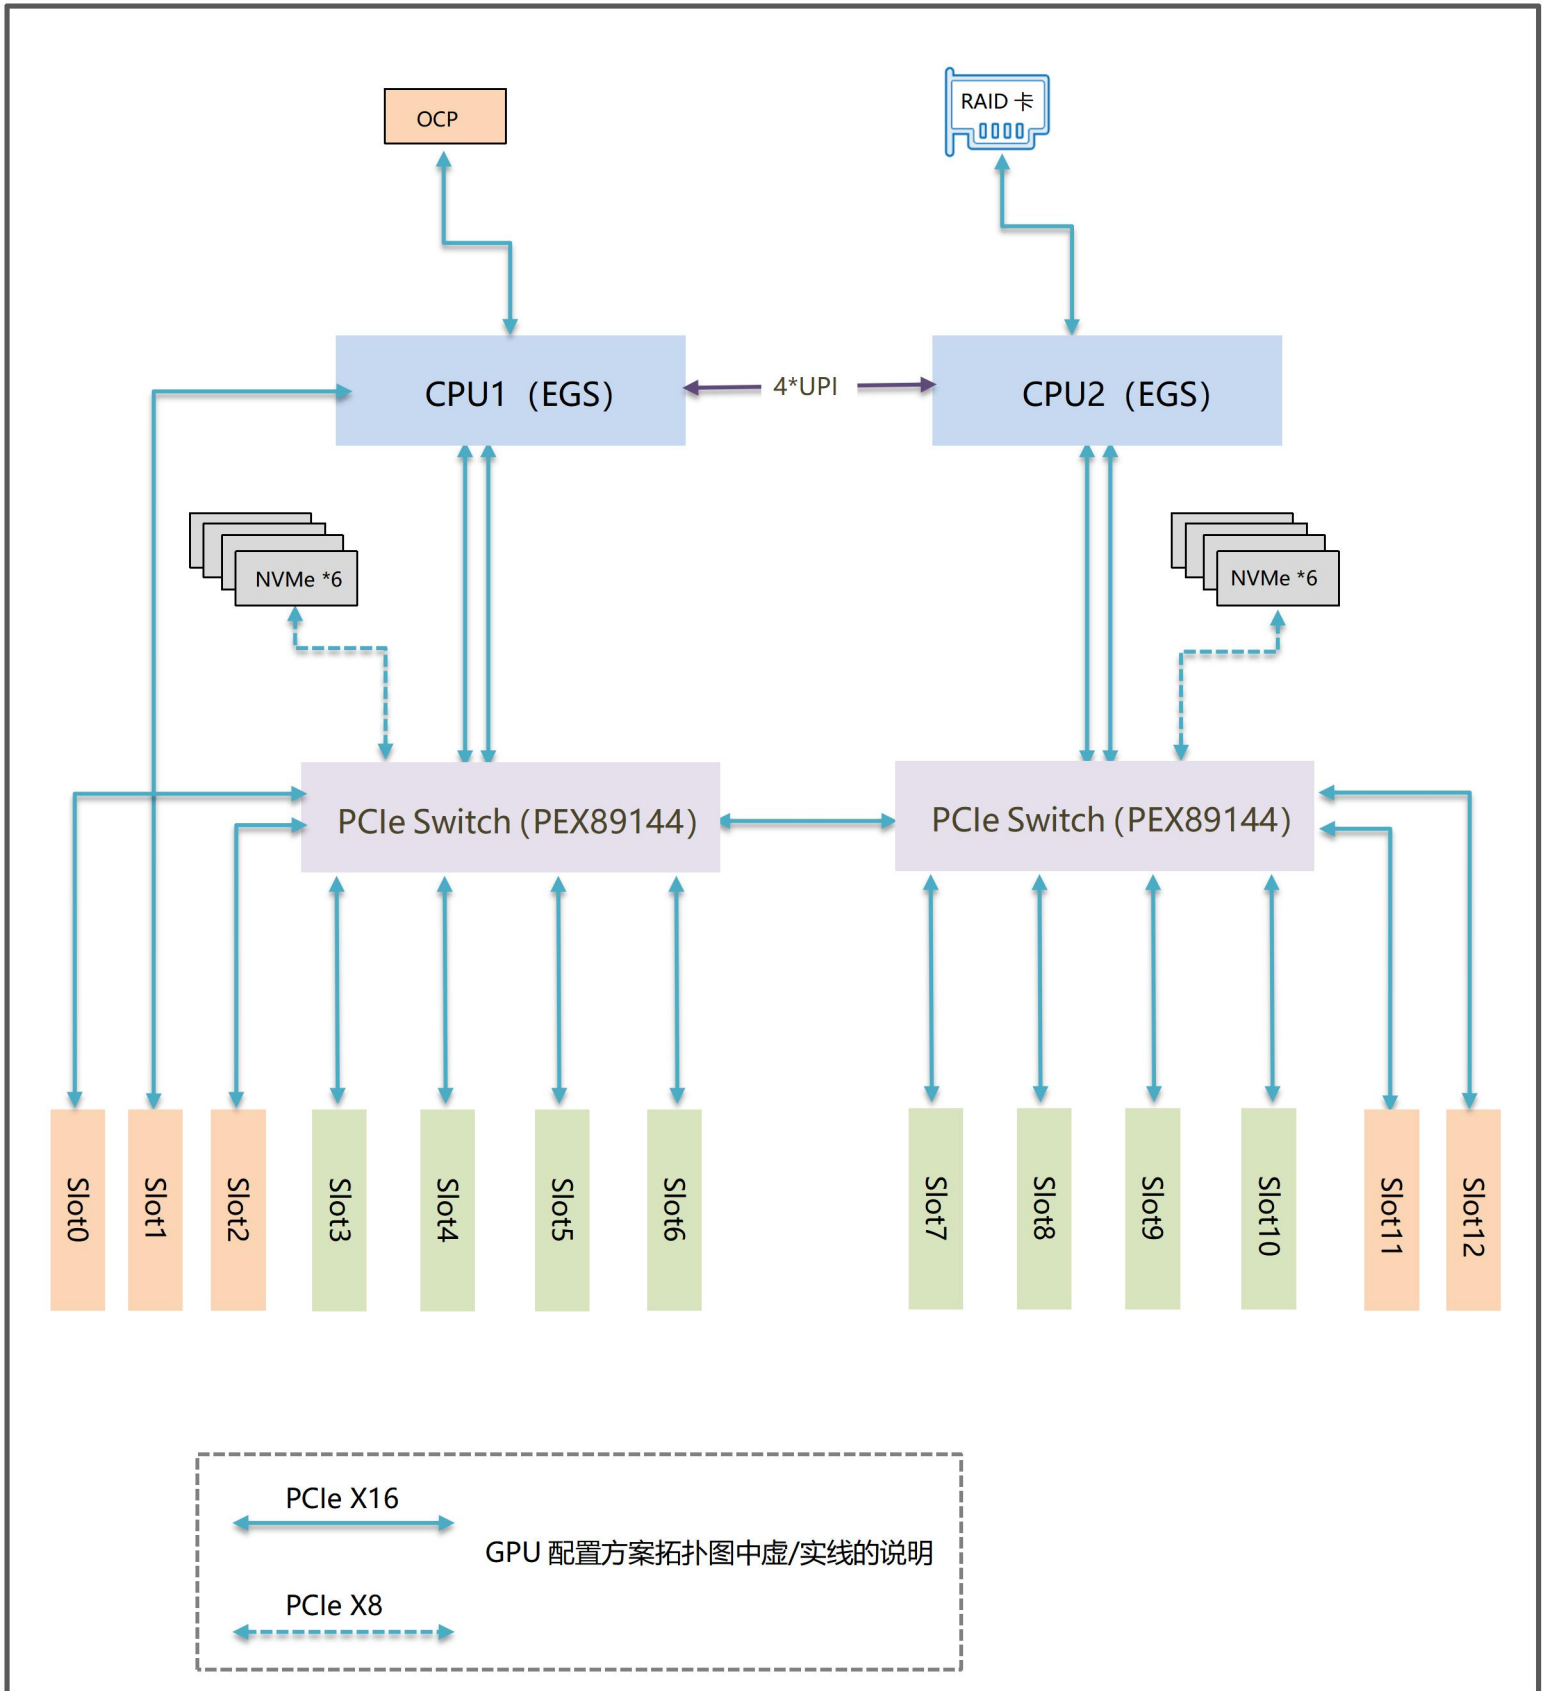 OCP
RAID 卡
CPU1（EGS）
4*UPI
CPU2（EGS）
NVMe *6
NVMe *6
PCIe Switch（PEX89144）
PCIe Switch（PEX89144）
Slot0
Slot1
Slot2
Slot3
Slot4
Slot5
Slot6
Slot7
Slot8
Slot9
Slot10
Slot11
Slot12
PCIe X16
GPU 配置方案拓扑图中虚/实线的说明
PCIe X8